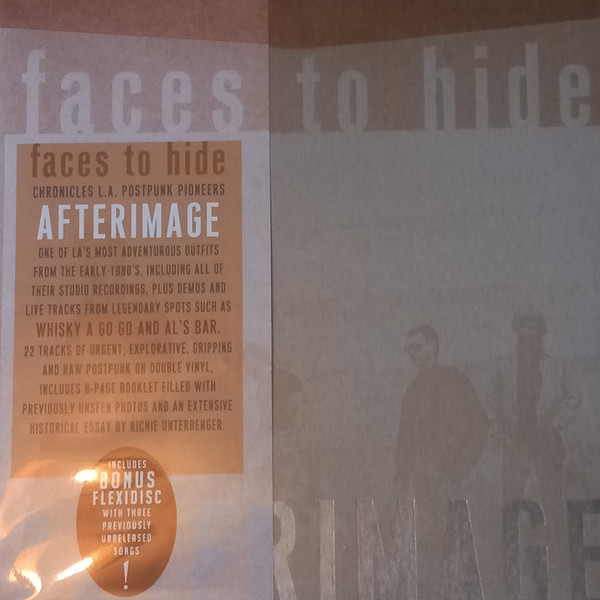 faces to hide
faces to hide
CHRONICLES L.A. POSTPUNK PIONEERS
AFTERIMAGE
ONE OF LA'S MOST ADVENTUROUS OUTFITS
FROM THE EARLY 1980'S, INCLUDING ALL OF
THEIR STUDIO RECORDINGS, PLUS DEMOS AND
LIVE TRACKS FROM LEGENDARY SPOTS SUCH AS
WHISKY A GO GO AND AL'S BAR.
22 TRACKS OF URGENT, EXPLORATIVE, GRIPPING
AND RAW POSTPUNK ON DOUBLE VINYL,
INCLUDES 8-PAGE BOOKLET FILLED WITH
PREVIOUSLY UNSEEN PHOTOS AND AN EXTENSIVE
HISTORICAL ESSAY BY RICHIE UNTERBERGER.
INCLUDES
BONUS
FLEXIDISC
WITH THREE
PREVIOUSLY
UNRELEASED
SONGS
!
RIMAGE